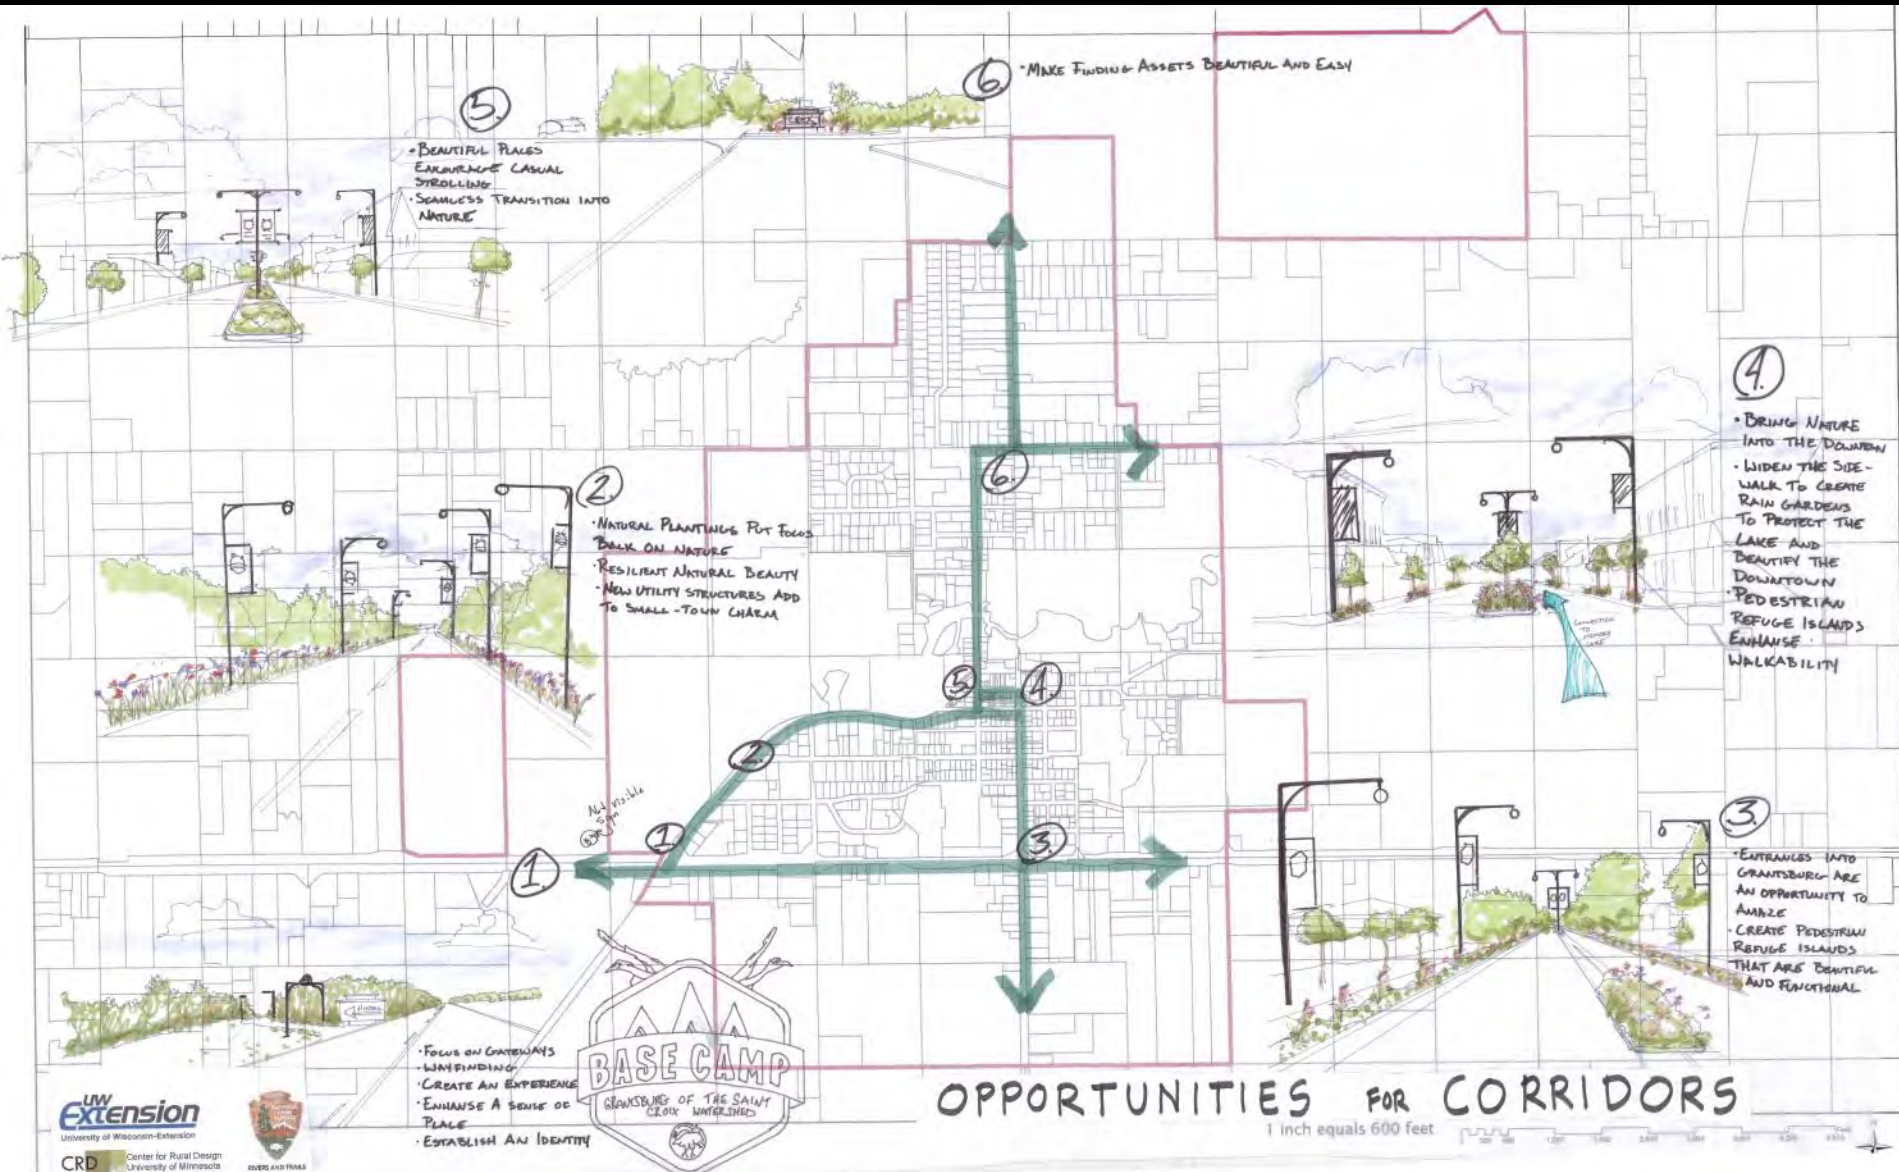 5.
• BEAUTIFUL PLACES
ENCOURAGE CASUAL
STROLLING
• SEAMLESS TRANSITION INTO
NATURE
6.
• MAKE FINDING ASSETS BEAUTIFUL AND EASY
2.
• NATURAL PLANTINGS PUT FOCUS
BACK ON NATURE
• RESILIENT NATURAL BEAUTY
• NEW UTILITY STRUCTURES ADD
TO SMALL-TOWN CHARM
4.
• BRING NATURE
INTO THE DOWNTOWN
• WIDEN THE SIDE-
WALK TO CREATE
RAIN GARDENS
TO PROTECT THE
LAKE AND
BEAUTIFY THE
DOWNTOWN
• PEDESTRIAN
REFUGE ISLANDS
ENHANSE
WALKABILITY
CONNECTION
TO
MEMORY
LAKE
6.
5.
4.
2.
1.
3.
Not visible
sign
3.
• ENTRANCES INTO
GRANTSBURG ARE
AN OPPORTUNITY TO
AMAZE
• CREATE PEDESTRIAN
REFUGE ISLANDS
THAT ARE BEAUTIFUL
AND FUNCTIONAL
1.
• FOCUS ON GATEWAYS
• WAYFINDING
• CREATE AN EXPERIENCE
• ENHANSE A SENSE OF
PLACE
• ESTABLISH AN IDENTITY
BASE CAMP
GRANTSBURG OF THE SAINT
CROIX WATERSHED
OPPORTUNITIES FOR CORRIDORS
1 inch equals 600 feet
UW
Extension
University of Wisconsin-Extension
CRD
Center for Rural Design
University of Minnesota
RIVERS AND TRAILS